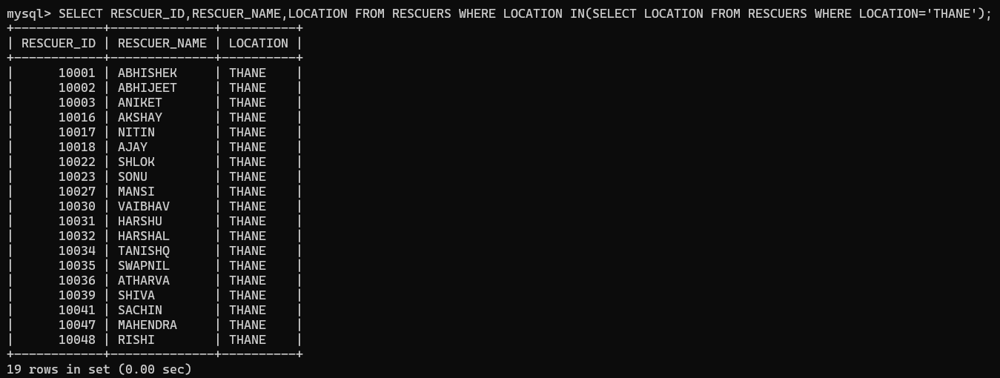 mysql> SELECT RESCUER_ID,RESCUER_NAME,LOCATION FROM RESCUERS WHERE LOCATION IN(SELECT LOCATION FROM RESCUERS WHERE LOCATION='THANE');
+------------+--------------+----------+
| RESCUER_ID | RESCUER_NAME | LOCATION |
+------------+--------------+----------+
|      10001 | ABHISHEK     | THANE    |
|      10002 | ABHIJEET     | THANE    |
|      10003 | ANIKET       | THANE    |
|      10016 | AKSHAY       | THANE    |
|      10017 | NITIN        | THANE    |
|      10018 | AJAY         | THANE    |
|      10022 | SHLOK        | THANE    |
|      10023 | SONU         | THANE    |
|      10027 | MANSI        | THANE    |
|      10030 | VAIBHAV      | THANE    |
|      10031 | HARSHU       | THANE    |
|      10032 | HARSHAL      | THANE    |
|      10034 | TANISHQ      | THANE    |
|      10035 | SWAPNIL      | THANE    |
|      10036 | ATHARVA      | THANE    |
|      10039 | SHIVA        | THANE    |
|      10041 | SACHIN       | THANE    |
|      10047 | MAHENDRA     | THANE    |
|      10048 | RISHI        | THANE    |
+------------+--------------+----------+
19 rows in set (0.00 sec)